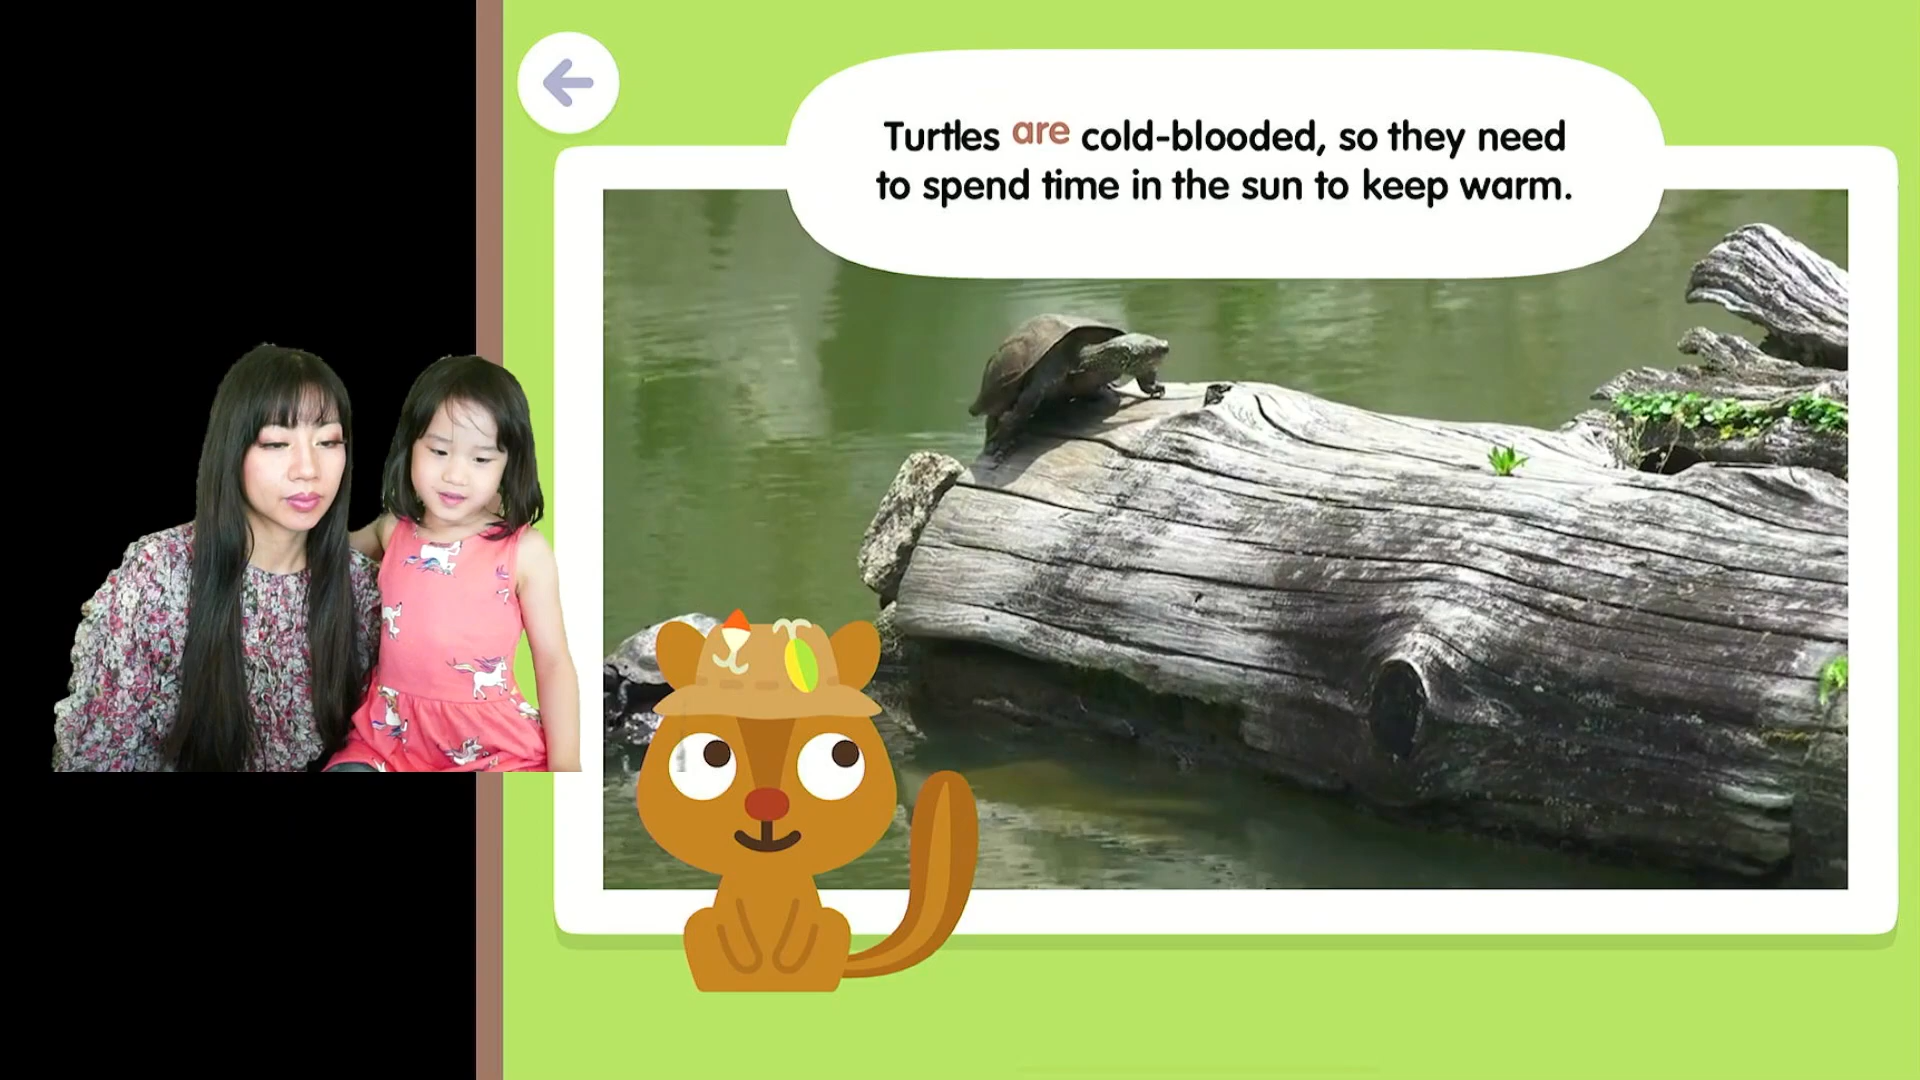 Turtles are cold-blooded, so they need
to spend time in the sun to keep warm.